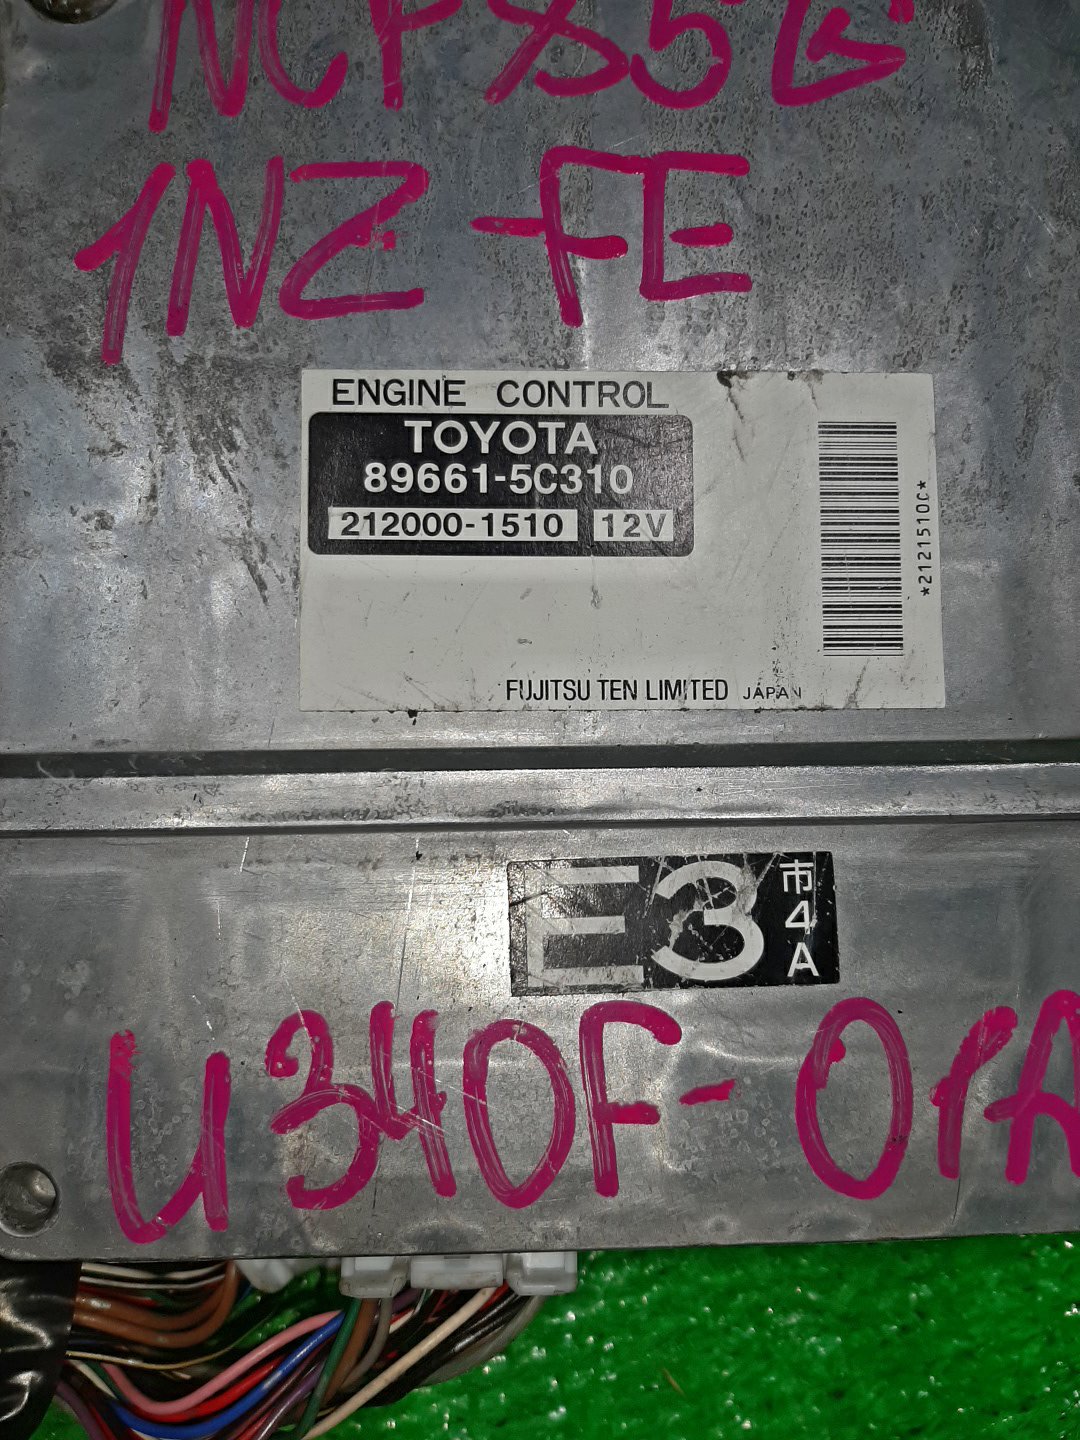 NCP85G
1NZ-FE
ENGINE CONTROL
TOYOTA
89661-5C310
212000-1510 12V
*2121510C*
FUJITSU TEN LIMITED JAPAN
E3 市4A
U340F-01A